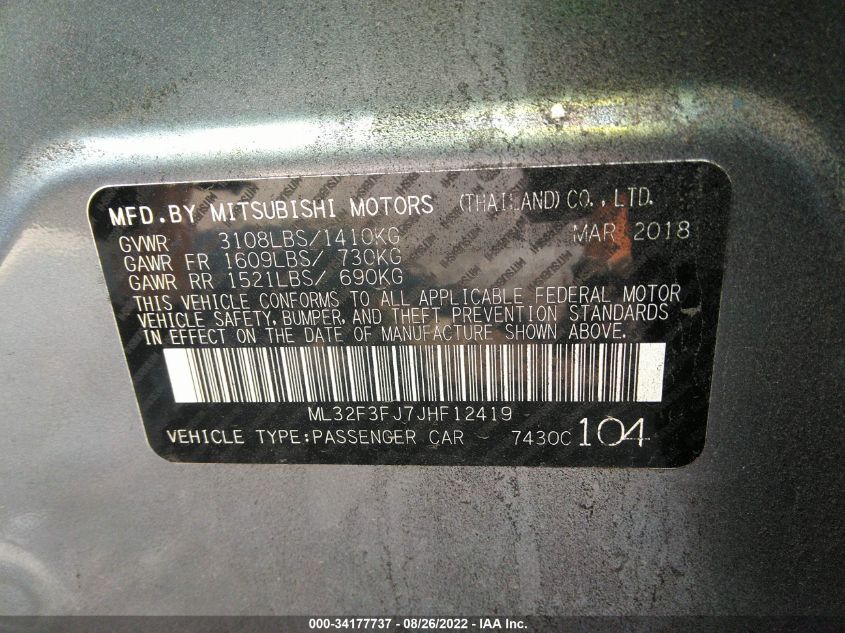 MFD.BY MITSUBISHI MOTORS (THAILAND) CO., LTD.
GVWR 3108LBS/1410KG MAR 2018
GAWR FR 1609LBS/ 730KG
GAWR RR 1521LBS/ 690KG
THIS VEHICLE CONFORMS TO ALL APPLICABLE FEDERAL MOTOR
VEHICLE SAFETY, BUMPER, AND THEFT PREVENTION STANDARDS
IN EFFECT ON THE DATE OF MANUFACTURE SHOWN ABOVE.
ML32F3FJ7JHF12419
VEHICLE TYPE:PASSENGER CAR 7430C 104
000-34177737 - 08/26/2022 - IAA Inc.